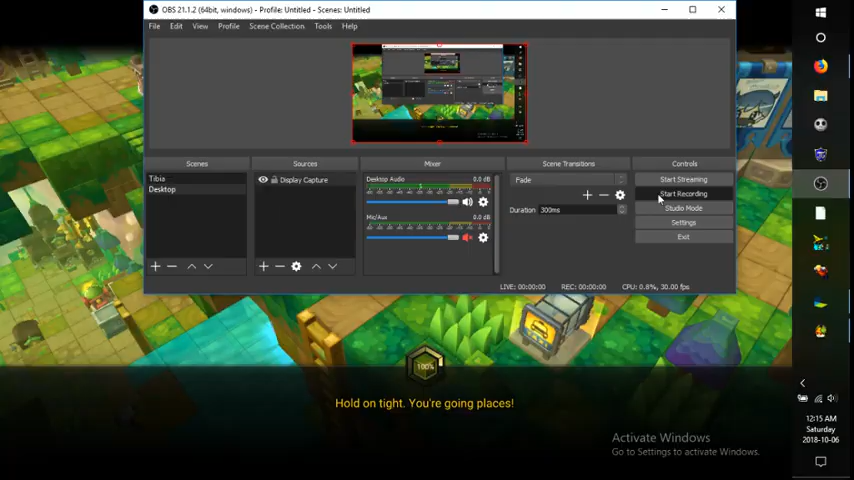 OBS 21.1.2 (64bit, windows) - Profile: Untitled - Scenes: Untitled
File Edit View Profile Scene Collection Tools Help
Scenes Sources Mixer Scene Transitions Controls
Tibia
Desktop
Display Capture
Desktop Audio 0.0 dB
Mic/Aux 0.0 dB
Fade
Duration 300ms
Start Streaming
Start Recording
Studio Mode
Settings
Exit
LIVE: 00:00:00 REC: 00:00:00 CPU: 0.8%, 30.00 fps
100%
Hold on tight. You're going places!
Activate Windows
Go to Settings to activate Windows.
12:15 AM
Saturday
2018-10-06